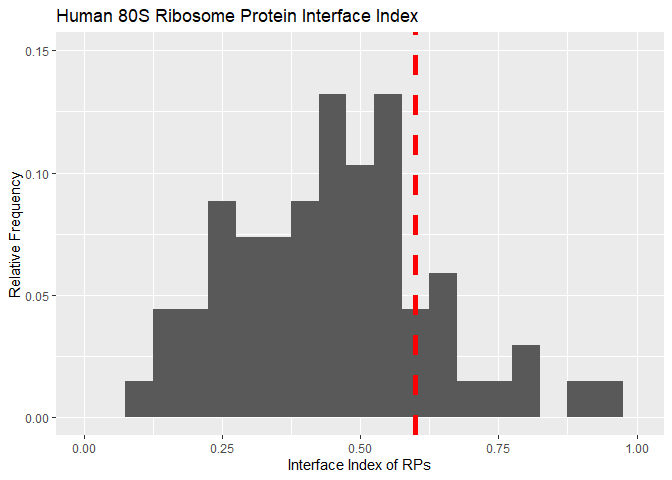 Human 80S Ribosome Protein Interface Index
0.15
0.10
0.05
0.00
Relative Frequency
0.00 0.25 0.50 0.75 1.00
Interface Index of RPs